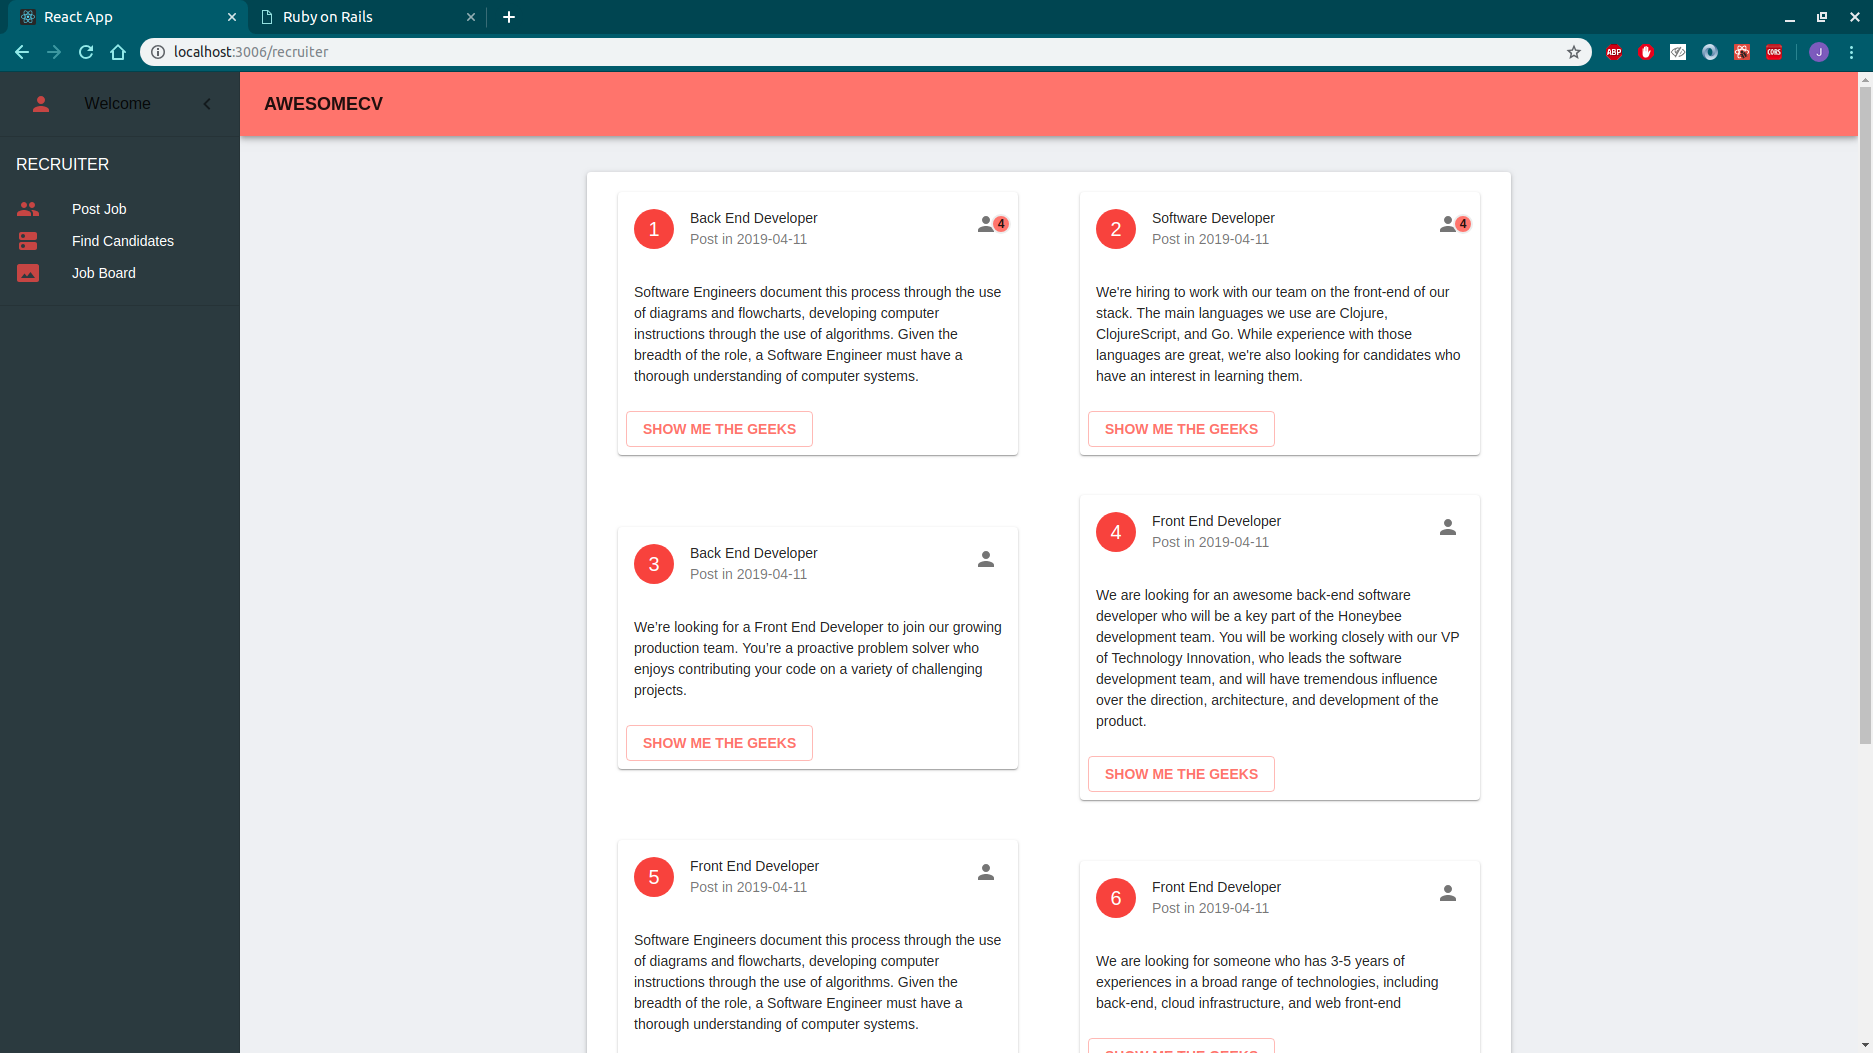 React App
Ruby on Rails
localhost:3006/recruiter
ABP
CORS
J
Welcome
AWESOMECV
RECRUITER
Post Job
Find Candidates
Job Board
1
Back End Developer
Post in 2019-04-11
4
Software Engineers document this process through the use
of diagrams and flowcharts, developing computer
instructions through the use of algorithms. Given the
breadth of the role, a Software Engineer must have a
thorough understanding of computer systems.
SHOW ME THE GEEKS
2
Software Developer
Post in 2019-04-11
4
We're hiring to work with our team on the front-end of our
stack. The main languages we use are Clojure,
ClojureScript, and Go. While experience with those
languages are great, we're also looking for candidates who
have an interest in learning them.
SHOW ME THE GEEKS
3
Back End Developer
Post in 2019-04-11
We're looking for a Front End Developer to join our growing
production team. You're a proactive problem solver who
enjoys contributing your code on a variety of challenging
projects.
SHOW ME THE GEEKS
4
Front End Developer
Post in 2019-04-11
We are looking for an awesome back-end software
developer who will be a key part of the Honeybee
development team. You will be working closely with our VP
of Technology Innovation, who leads the software
development team, and will have tremendous influence
over the direction, architecture, and development of the
product.
SHOW ME THE GEEKS
5
Front End Developer
Post in 2019-04-11
Software Engineers document this process through the use
of diagrams and flowcharts, developing computer
instructions through the use of algorithms. Given the
breadth of the role, a Software Engineer must have a
thorough understanding of computer systems.
6
Front End Developer
Post in 2019-04-11
We are looking for someone who has 3-5 years of
experiences in a broad range of technologies, including
back-end, cloud infrastructure, and web front-end
SHOW ME THE GEEKS